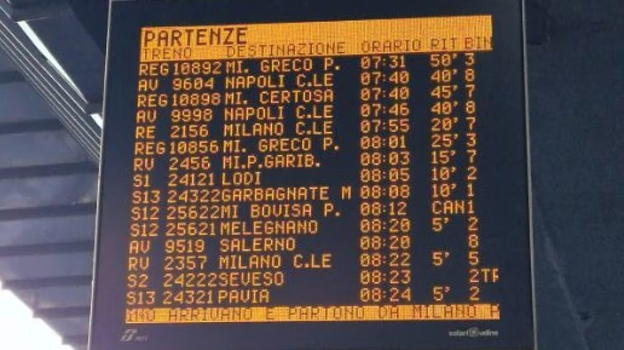 PARTENZE
TRENO DESTINAZIONE ORARIO RIT BIN
REG 10892 MI. GRECO P. 07:31 50' 3
AV 9604 NAPOLI C.LE 07:40 40' 8
REG 10898 MI. CERTOSA 07:40 45' 7
AV 9998 NAPOLI C.LE 07:46 40' 8
RE 2156 MILANO C.LE 07:55 20' 7
REG 10856 MI. GRECO P. 08:01 25' 3
RV 2456 MI.P.GARIB. 08:03 15' 7
S1 24121 LODI 08:05 10' 2
S13 24322 GARBAGNATE M 08:08 10' 1
S12 25622 MI BOVISA P. 08:12 CAN 1
S12 25621 MELEGNANO 08:20 5' 2
AV 9519 SALERNO 08:20 8
RV 2357 MILANO C.LE 08:22 5' 5
S2 24222 SEVESO 08:23 2TR
S13 24321 PAVIA 08:24 5' 2
ARRIVANO E PARTONO DA MILANO
solari udine